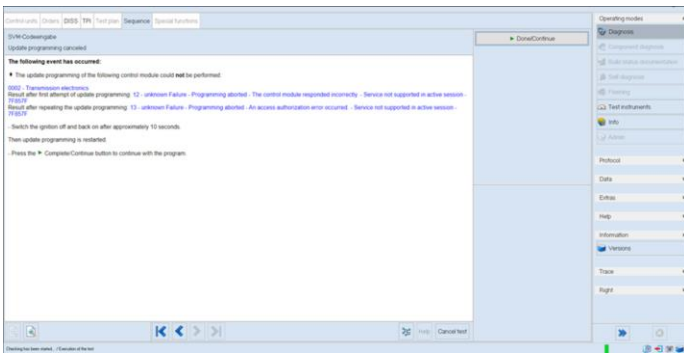 Control units Orders DISS TPI Test plan Sequence Special functions
SVM-Codeeingabe
Update programming canceled
The following event has occurred:
The update programming of the following control module could not be performed:
0002 - Transmission electronics
Result after first attempt of update programming: 12 - unknown Failure - Programming aborted - The control module responded incorrectly. - Service not supported in active session - 7F857F
Result after repeating the update programming: 13 - unknown Failure - Programming aborted - An access authorization error occurred. - Service not supported in active session - 7F857F
- Switch the ignition off and back on after approximately 10 seconds.
Then update programming is restarted.
- Press the ► Complete/Continue button to continue with the program.
► Done/Continue
Operating modes
Diagnosis
Component diagnosis
Build status documentation
Self-diagnosis
Flashing
Test instruments
Info
Admin
Protocol
Data
Extras
Help
Information
Versions
Trace
Right
Help
Cancel test